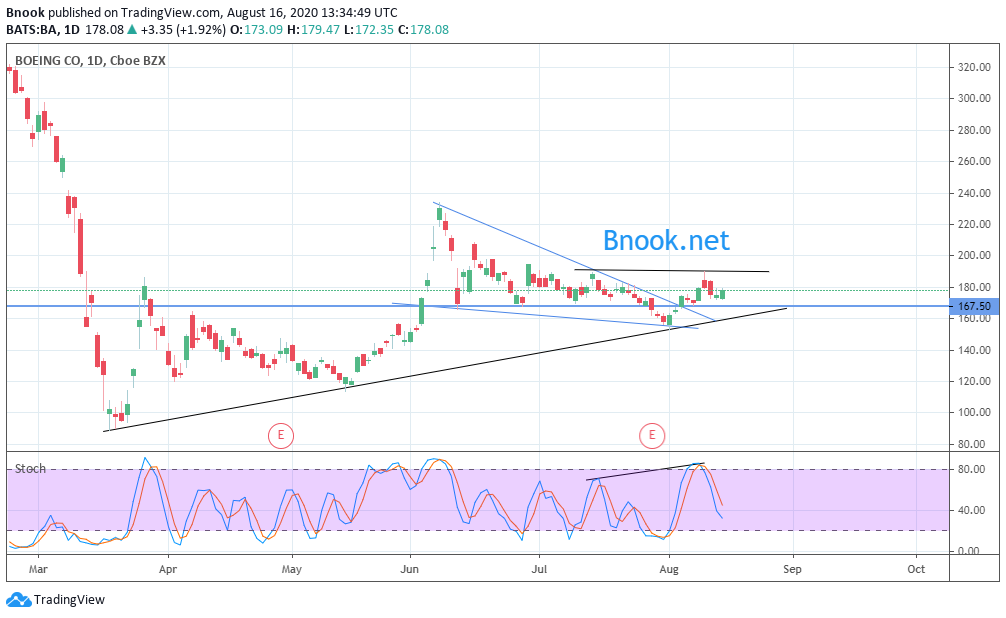 Bnook published on TradingView.com, August 16, 2020 13:34:49 UTC
BATS:BA, 1D 178.08 ▲ +3.35 (+1.92%) O:173.09 H:179.47 L:172.35 C:178.08
BOEING CO, 1D, Cboe BZX
320.00
300.00
280.00
260.00
240.00
220.00
Bnook.net
200.00
180.00
167.50
160.00
140.00
120.00
100.00
E E
80.00
Stoch
80.00
40.00
0.00
Mar Apr May Jun Jul Aug Sep Oct
TradingView